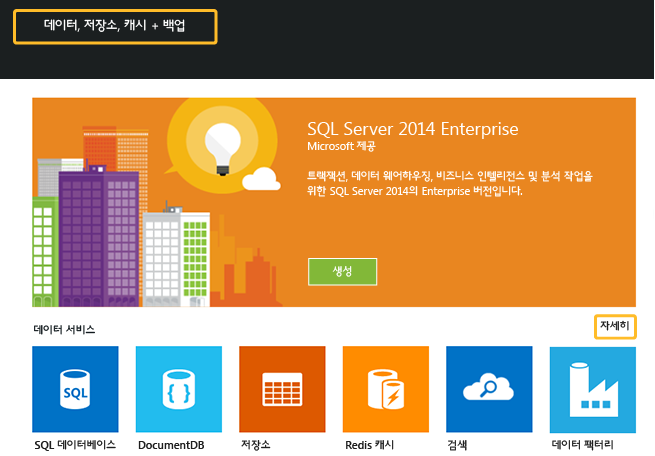 데이터, 저장소, 캐시 + 백업
SQL Server 2014 Enterprise
Microsoft 제공
트랙잭션, 데이터 웨어하우징, 비즈니스 인텔리전스 및 분석 작업을
위한 SQL Server 2014의 Enterprise 버전입니다.
생성
데이터 서비스
자세히
SQL
{ }
SQL 데이터베이스
DocumentDB
저장소
Redis 캐시
검색
데이터 팩터리